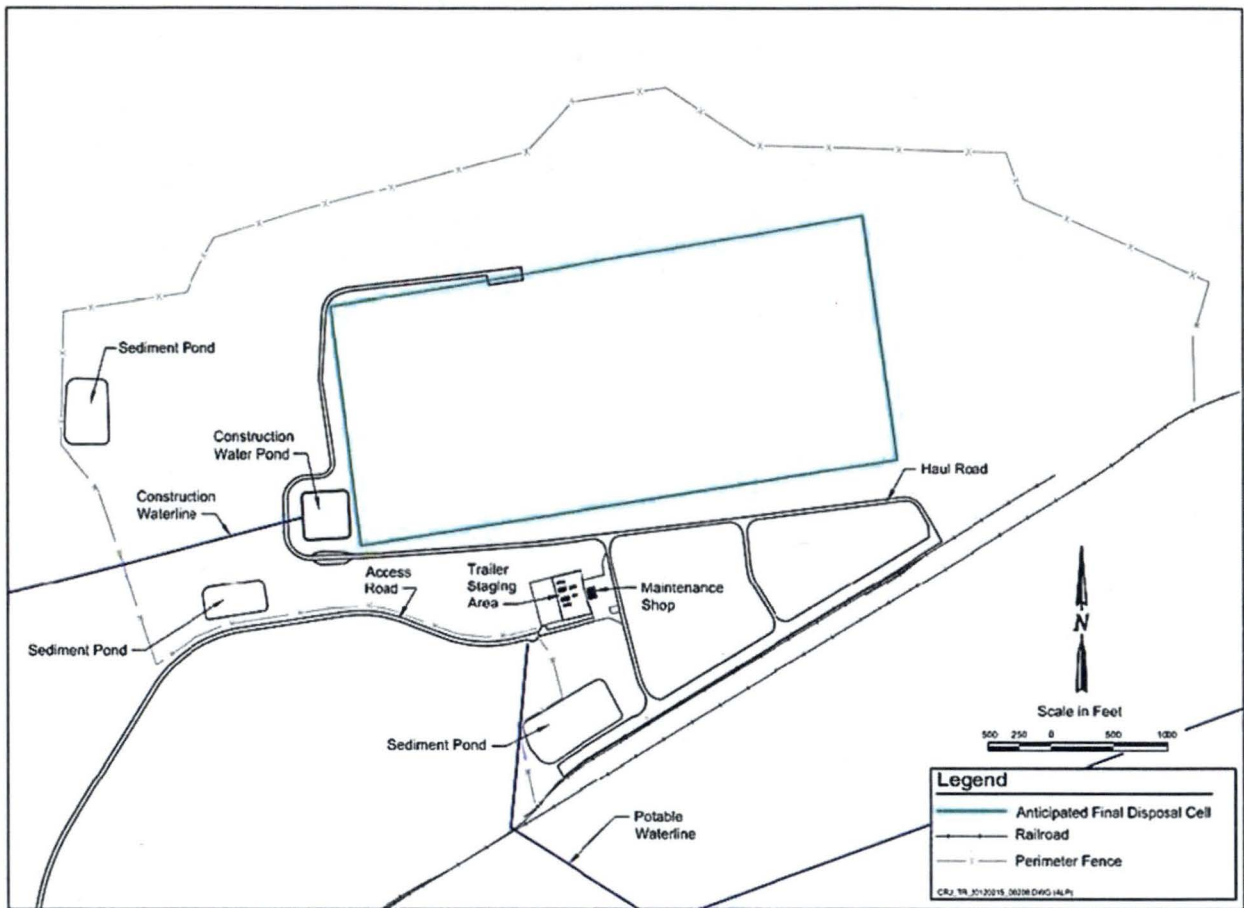 Sediment Pond
Construction
Water Pond
Construction
Waterline
Haul Road
Access
Road
Trailer
Staging
Area
Maintenance
Shop
Sediment Pond
Sediment Pond
N
Scale in Feet
500 250 0 500 1000
Potable
Waterline
Legend
Anticipated Final Disposal Cell
Railroad
Perimeter Fence